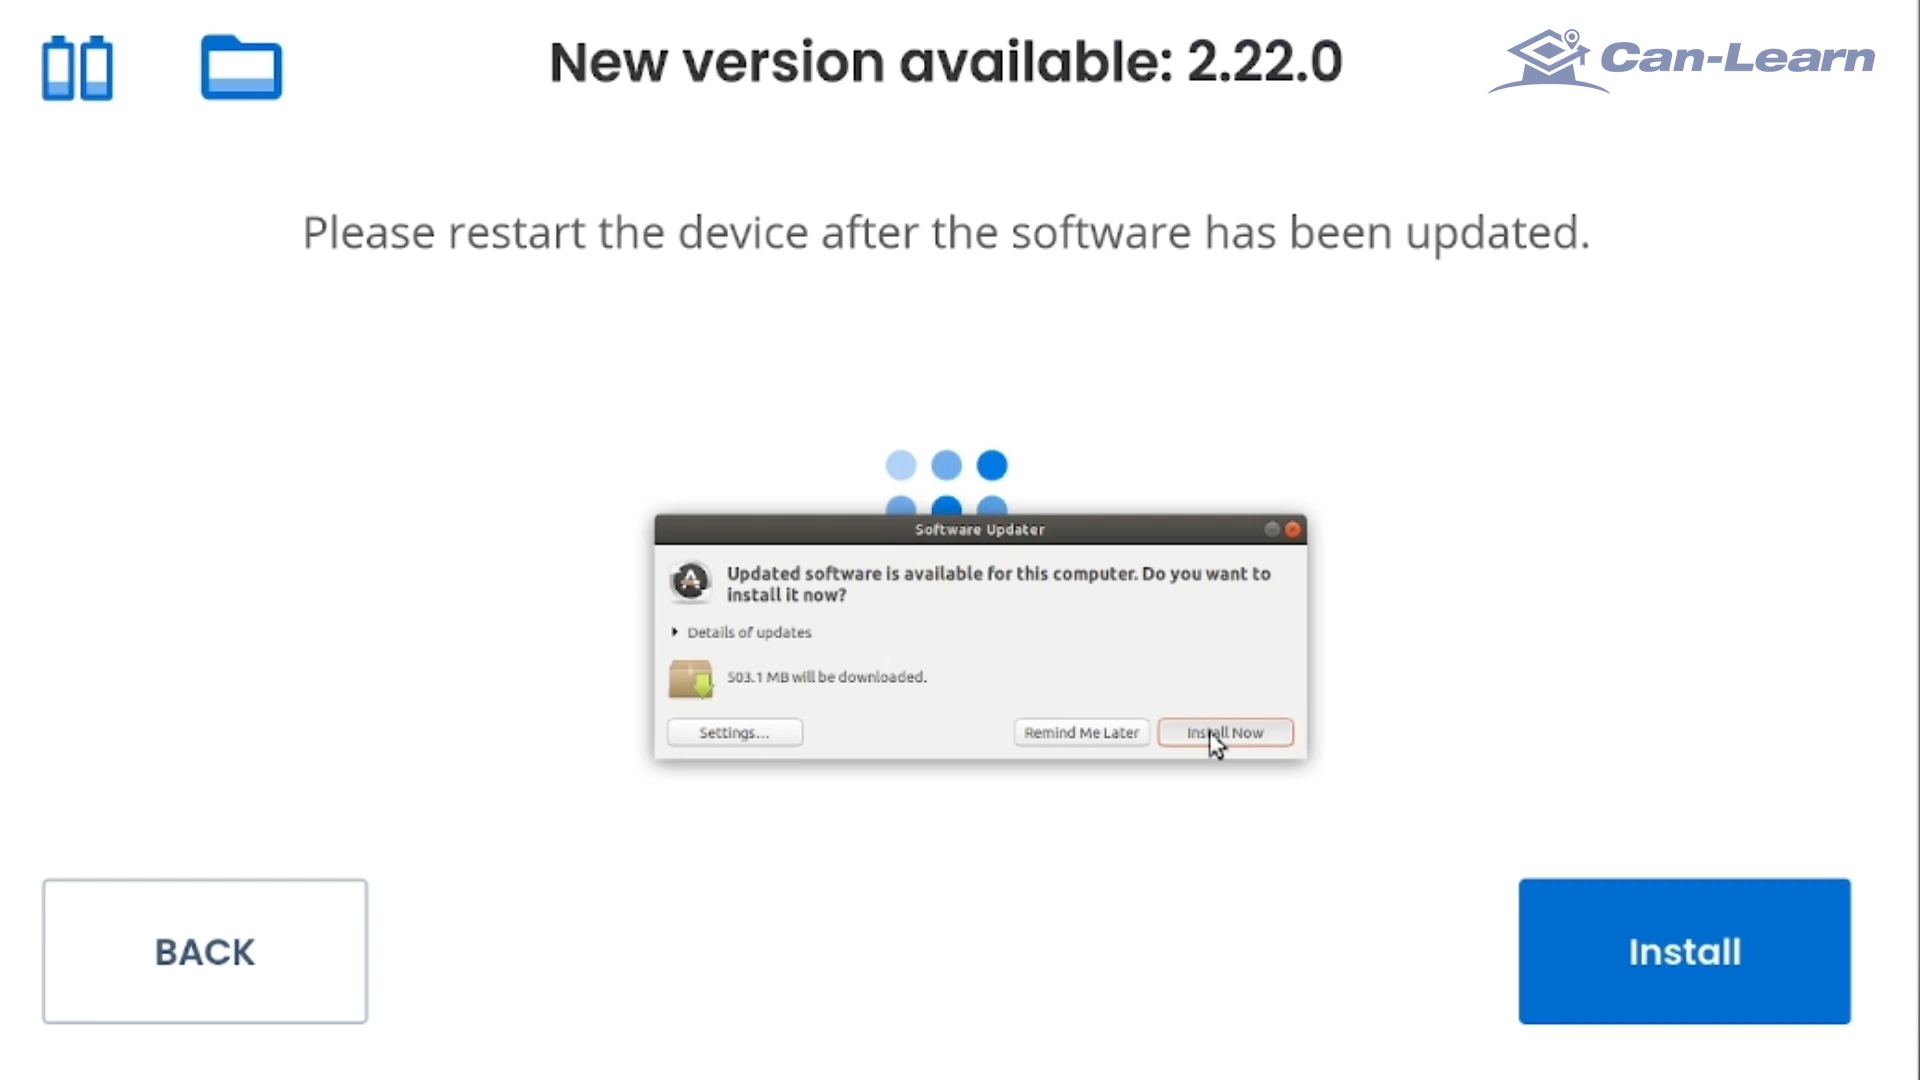 New version available: 2.22.0
Can-Learn
Please restart the device after the software has been updated.
Software Updater
Updated software is available for this computer. Do you want to
install it now?
Details of updates
503.1 MB will be downloaded.
Settings...
Remind Me Later
Install Now
BACK
Install